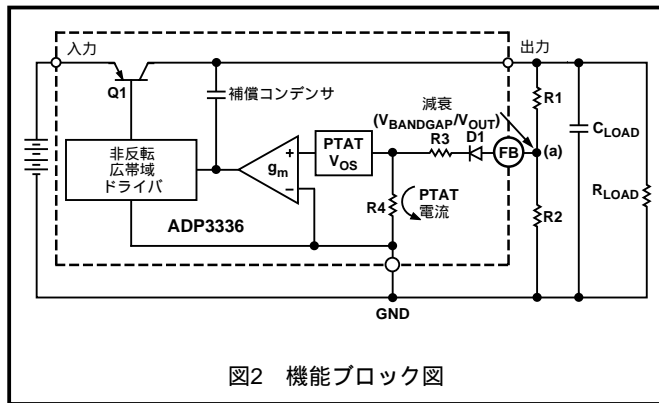 入力
出力
Q1
補償コンデンサ
減衰
(VBANDGAP/VOUT)
R1
R3
D1
FB
(a)
CLOAD
非反転
広帯域
ドライバ
gm
+
−
PTAT
VOS
R4
PTAT
電流
R2
RLOAD
ADP3336
GND
図2 機能ブロック図